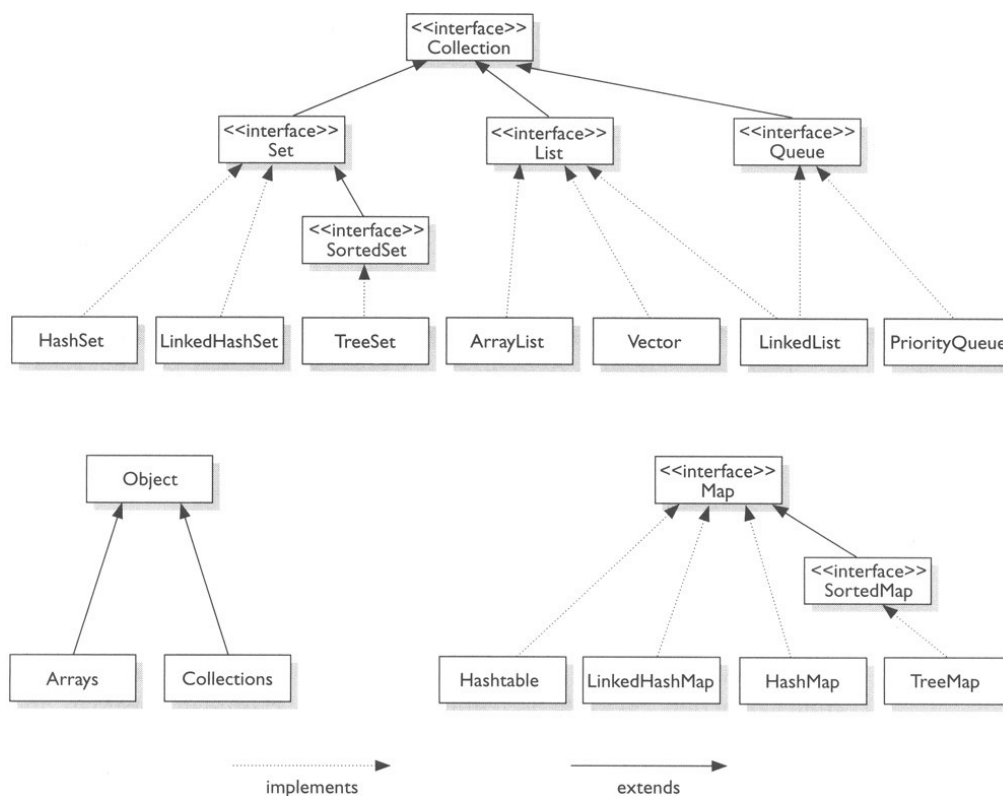 <<interface>>
Collection
<<interface>>
Set
<<interface>>
List
<<interface>>
Queue
<<interface>>
SortedSet
HashSet
LinkedHashSet
TreeSet
ArrayList
Vector
LinkedList
PriorityQueue
Object
<<interface>>
Map
<<interface>>
SortedMap
Arrays
Collections
Hashtable
LinkedHashMap
HashMap
TreeMap
implements
extends